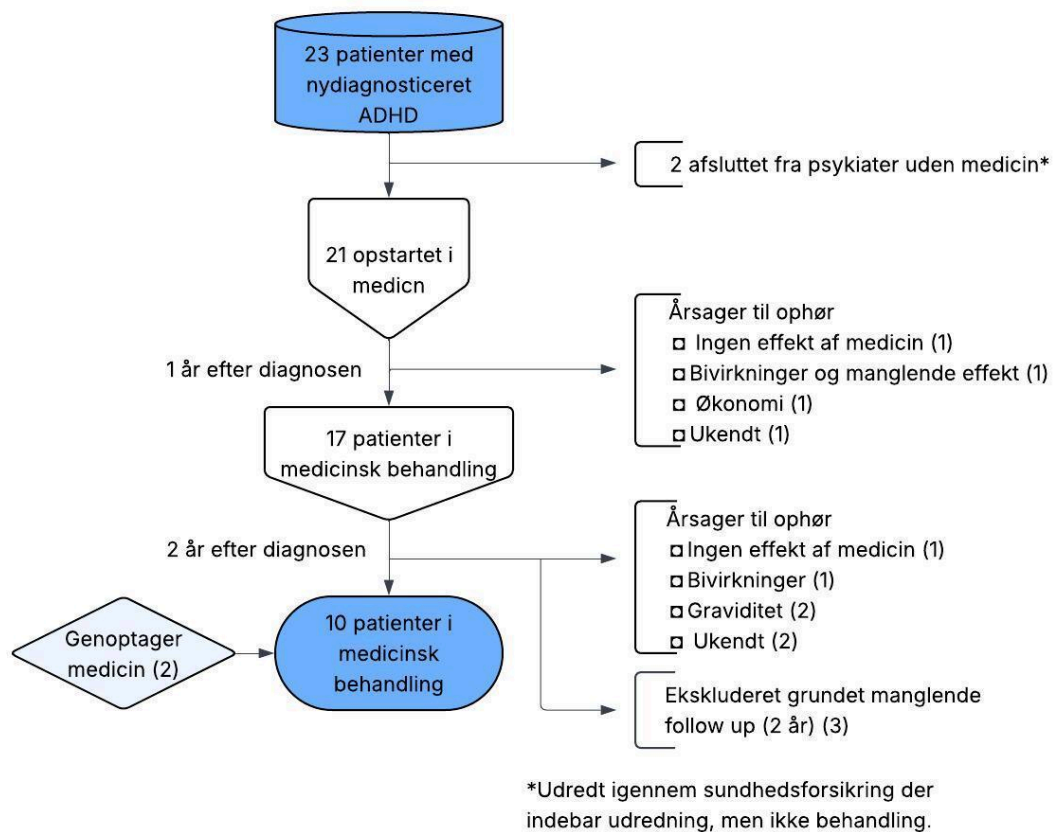 23 patienter med
nydiagnosticeret
ADHD
2 afsluttet fra psykiater uden medicin*
21 opstartet i
medicn
1 år efter diagnosen
Årsager til ophør
Ingen effekt af medicin (1)
Bivirkninger og manglende effekt (1)
Økonomi (1)
Ukendt (1)
17 patienter i
medicinsk behandling
2 år efter diagnosen
Årsager til ophør
Ingen effekt af medicin (1)
Bivirkninger (1)
Graviditet (2)
Ukendt (2)
Genoptager
medicin (2)
10 patienter i
medicinsk
behandling
Ekskluderet grundet manglende
follow up (2 år) (3)
*Udredt igennem sundhedsforsikring der
indebar udredning, men ikke behandling.